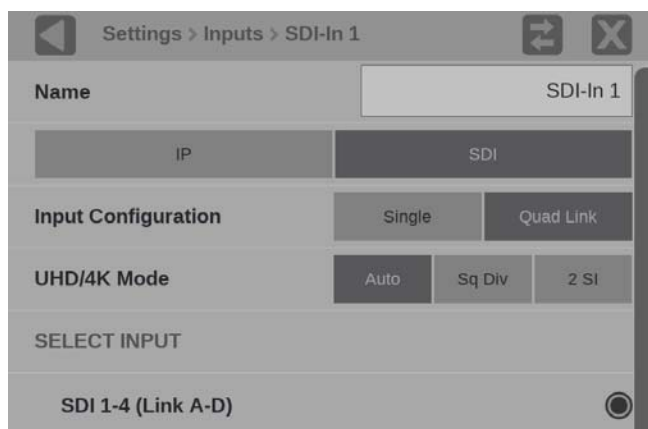 Settings > Inputs > SDI-In 1
Name SDI-In 1
IP SDI
Input Configuration Single Quad Link
UHD/4K Mode Auto Sq Div 2 SI
SELECT INPUT
SDI 1-4 (Link A-D)